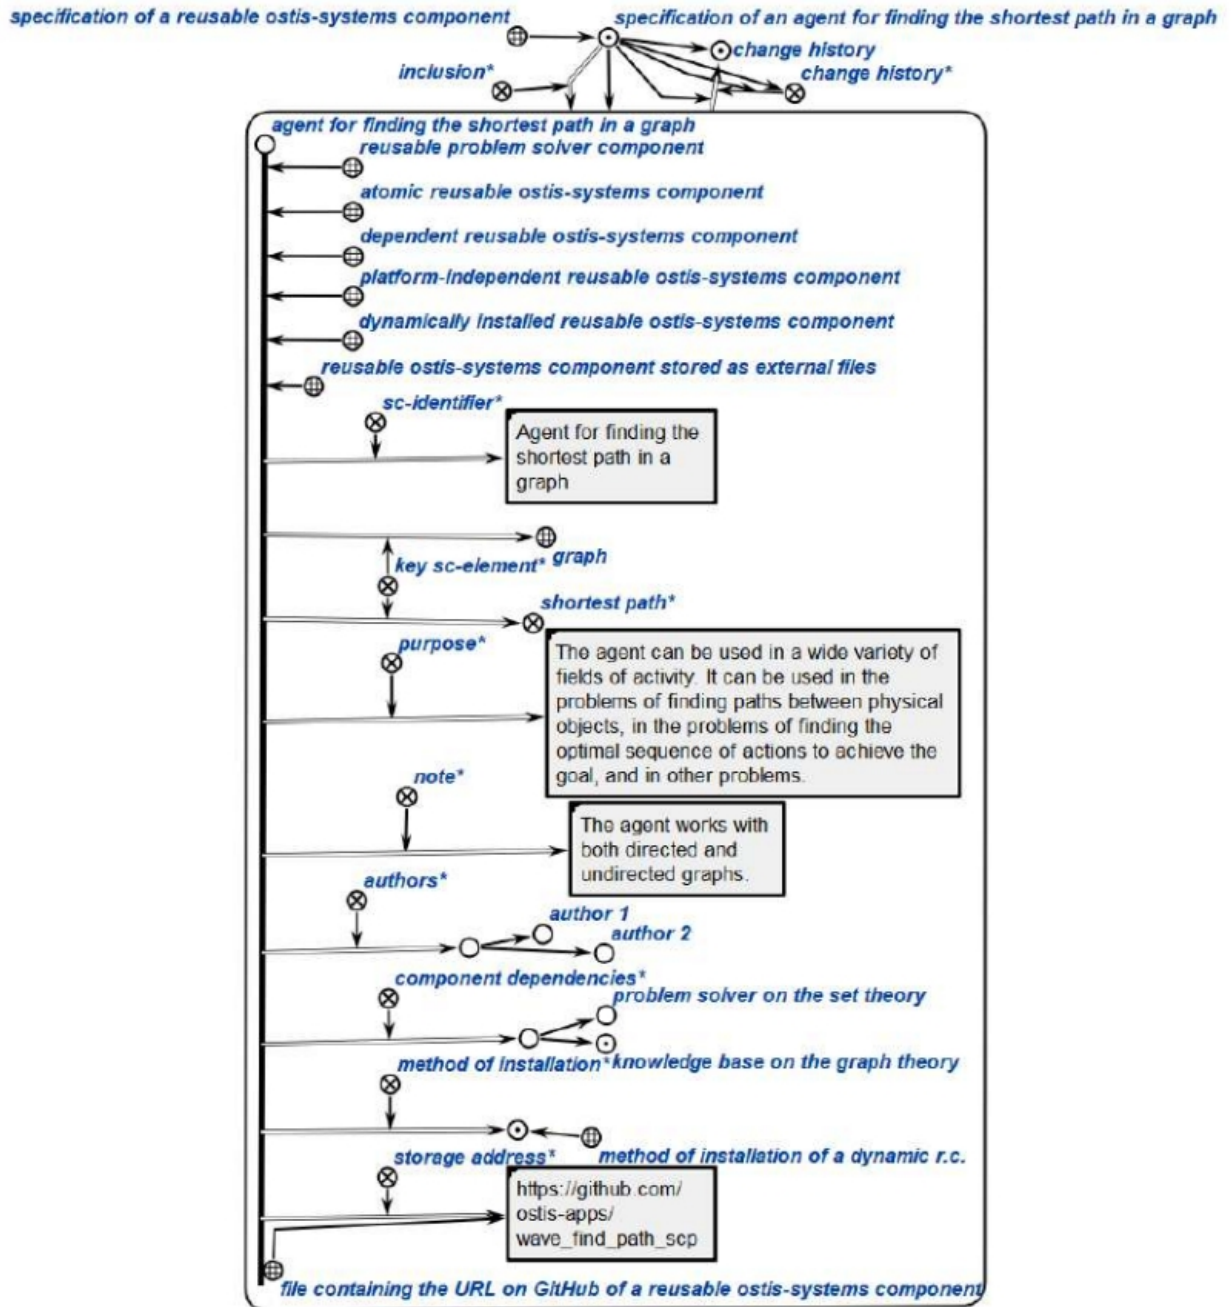 specification of a reusable ostis-systems component
specification of an agent for finding the shortest path in a graph
change history
inclusion*
change history*
agent for finding the shortest path in a graph
reusable problem solver component
atomic reusable ostis-systems component
dependent reusable ostis-systems component
platform-independent reusable ostis-systems component
dynamically installed reusable ostis-systems component
reusable ostis-systems component stored as external files
sc-identifier*
Agent for finding the
shortest path in a
graph
key sc-element*
graph
shortest path*
purpose*
The agent can be used in a wide variety of
fields of activity. It can be used in the
problems of finding paths between physical
objects, in the problems of finding the
optimal sequence of actions to achieve the
goal, and in other problems.
note*
The agent works with
both directed and
undirected graphs.
authors*
author 1
author 2
component dependencies*
problem solver on the set theory
method of installation*
knowledge base on the graph theory
storage address*
method of installation of a dynamic r.c.
https://github.com/
ostis-apps/
wave_find_path_scp
file containing the URL on GitHub of a reusable ostis-systems component